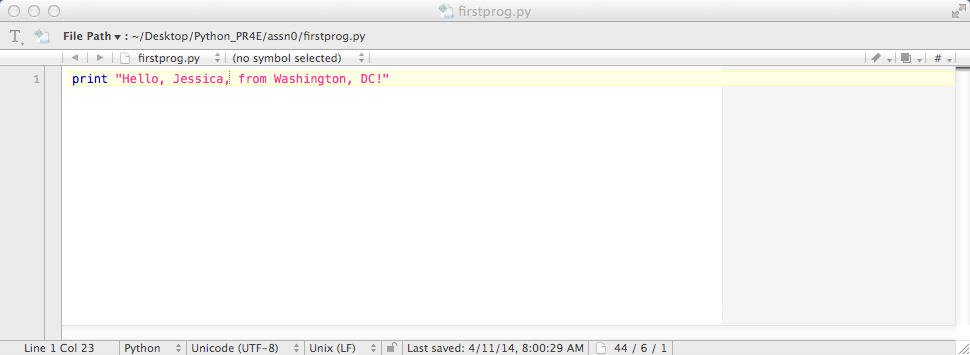 firstprog.py
T File Path ▾ : ~/Desktop/Python_PR4E/assn0/firstprog.py
firstprog.py (no symbol selected) #
1 print "Hello, Jessica, from Washington, DC!"
Line 1 Col 23 Python Unicode (UTF-8) Unix (LF) Last saved: 4/11/14, 8:00:29 AM 44 / 6 / 1